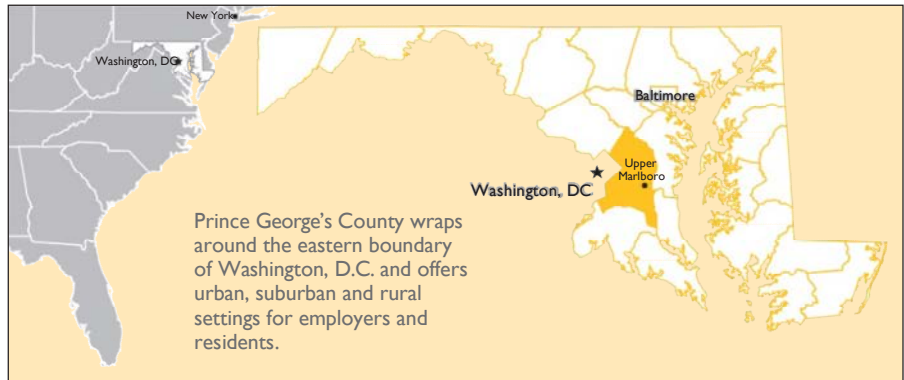 New York
Washington, DC
Baltimore
Upper
Marlboro
Washington, DC
Prince George's County wraps
around the eastern boundary
of Washington, D.C. and offers
urban, suburban and rural
settings for employers and
residents.